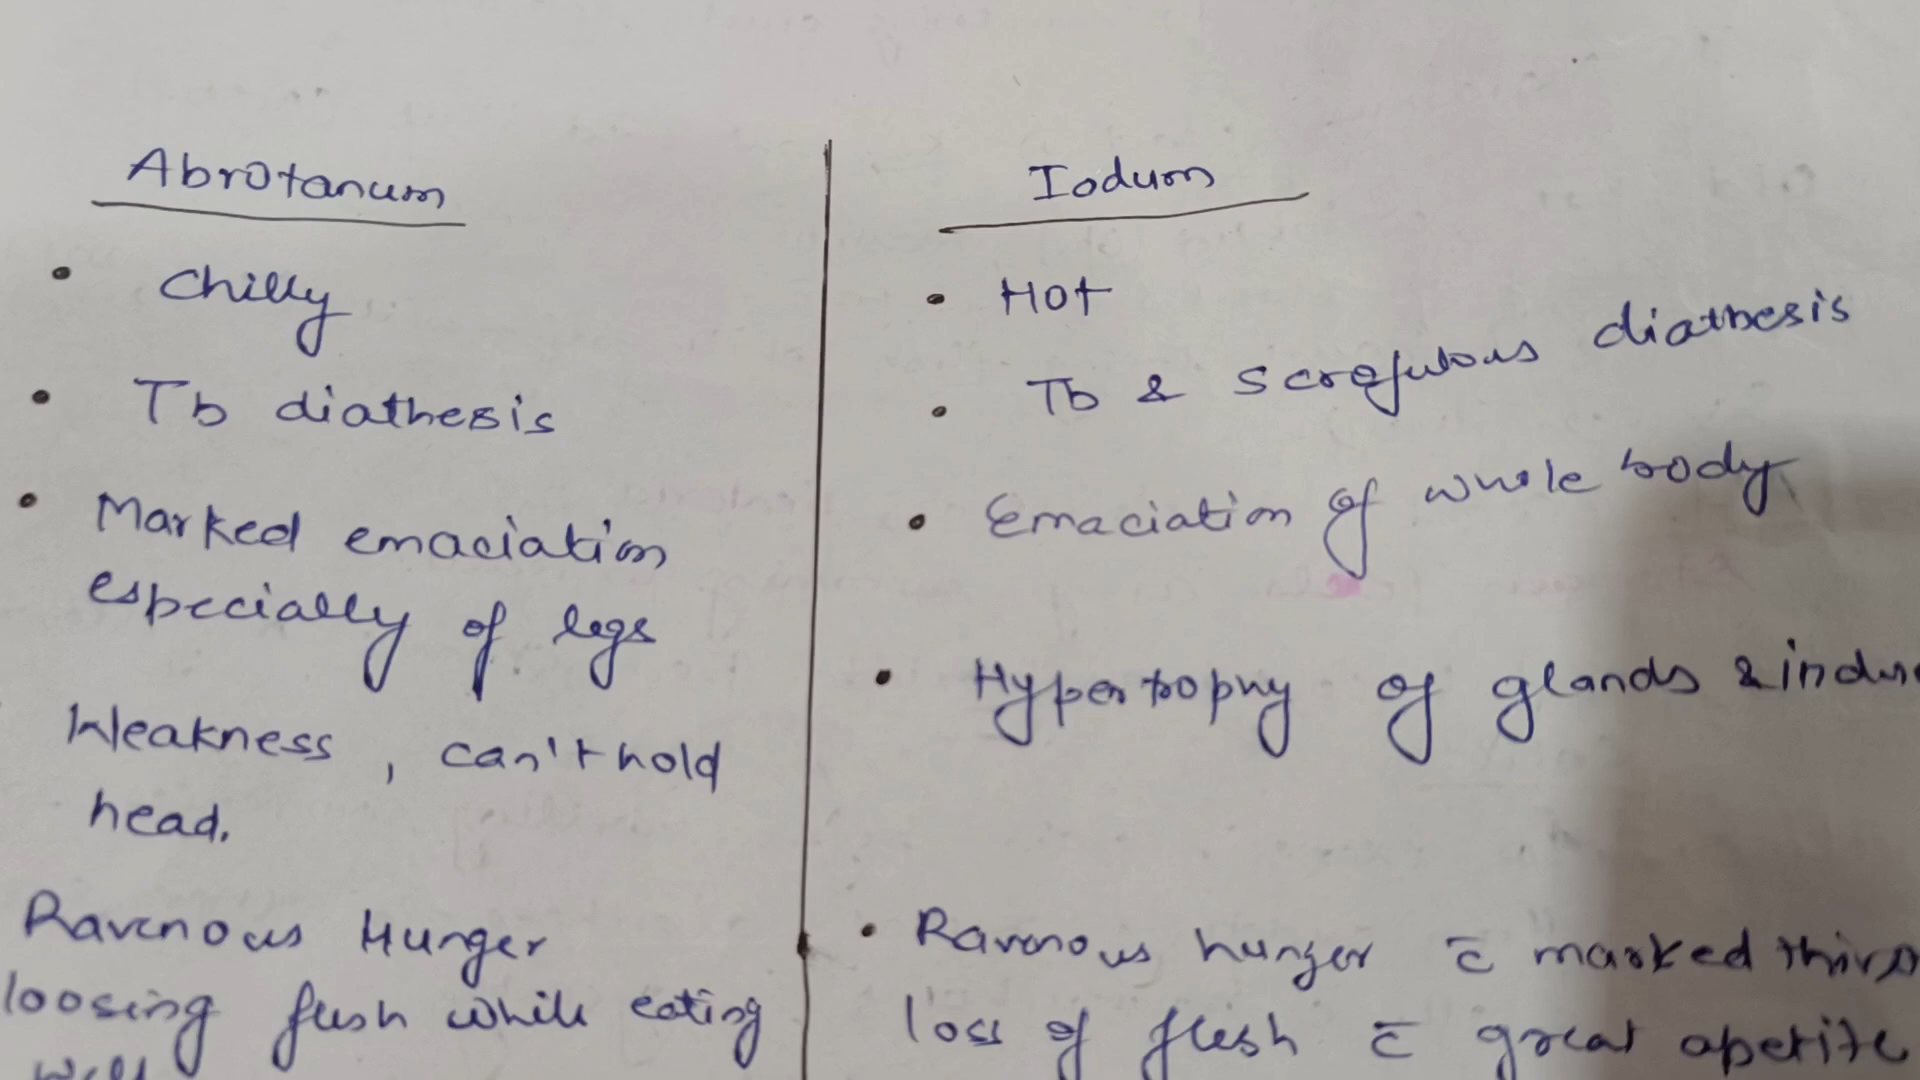 Abrotanum
• Chilly
• Tb diathesis
• Marked emaciation
especially of legs
Weakness, can't hold
head.
Ravenous Hunger
loosing flesh while eating
well
Iodum
• Hot
• Tb & Scrofulous diathesis
• Emaciation of whole body
• Hypertrophy of glands &
• Ravenous hunger c̄ marked
loss of flesh c̄ great apetite